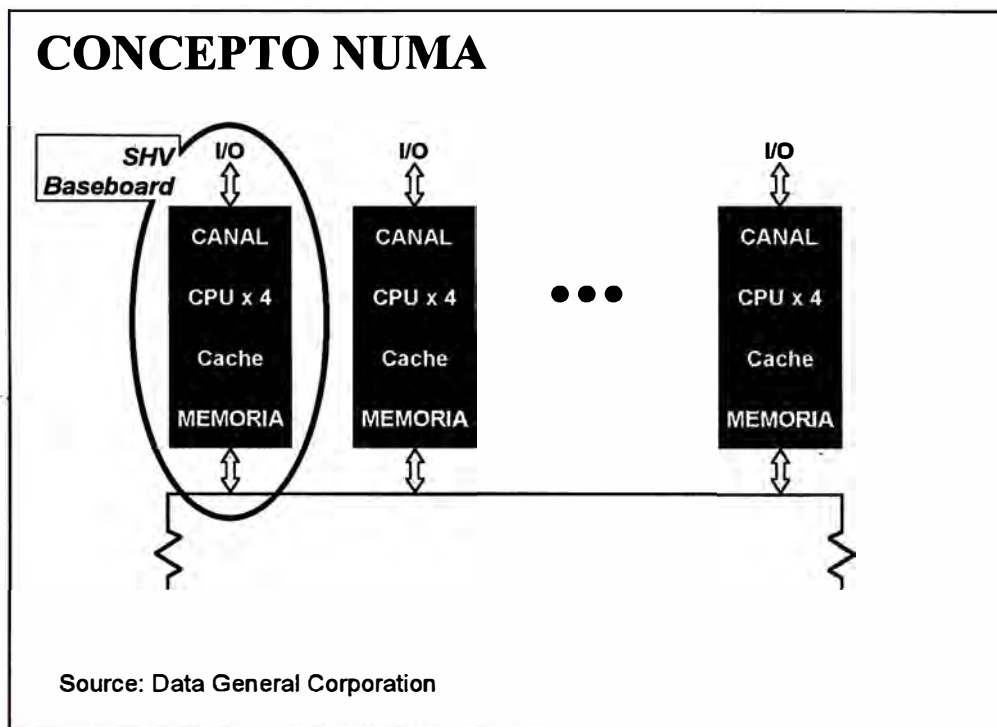 CONCEPTO NUMA
SHV
Baseboard
I/O
CANAL
CPU x 4
Cache
MEMORIA
I/O
CANAL
CPU x 4
Cache
MEMORIA
I/O
CANAL
CPU x 4
Cache
MEMORIA
Source: Data General Corporation